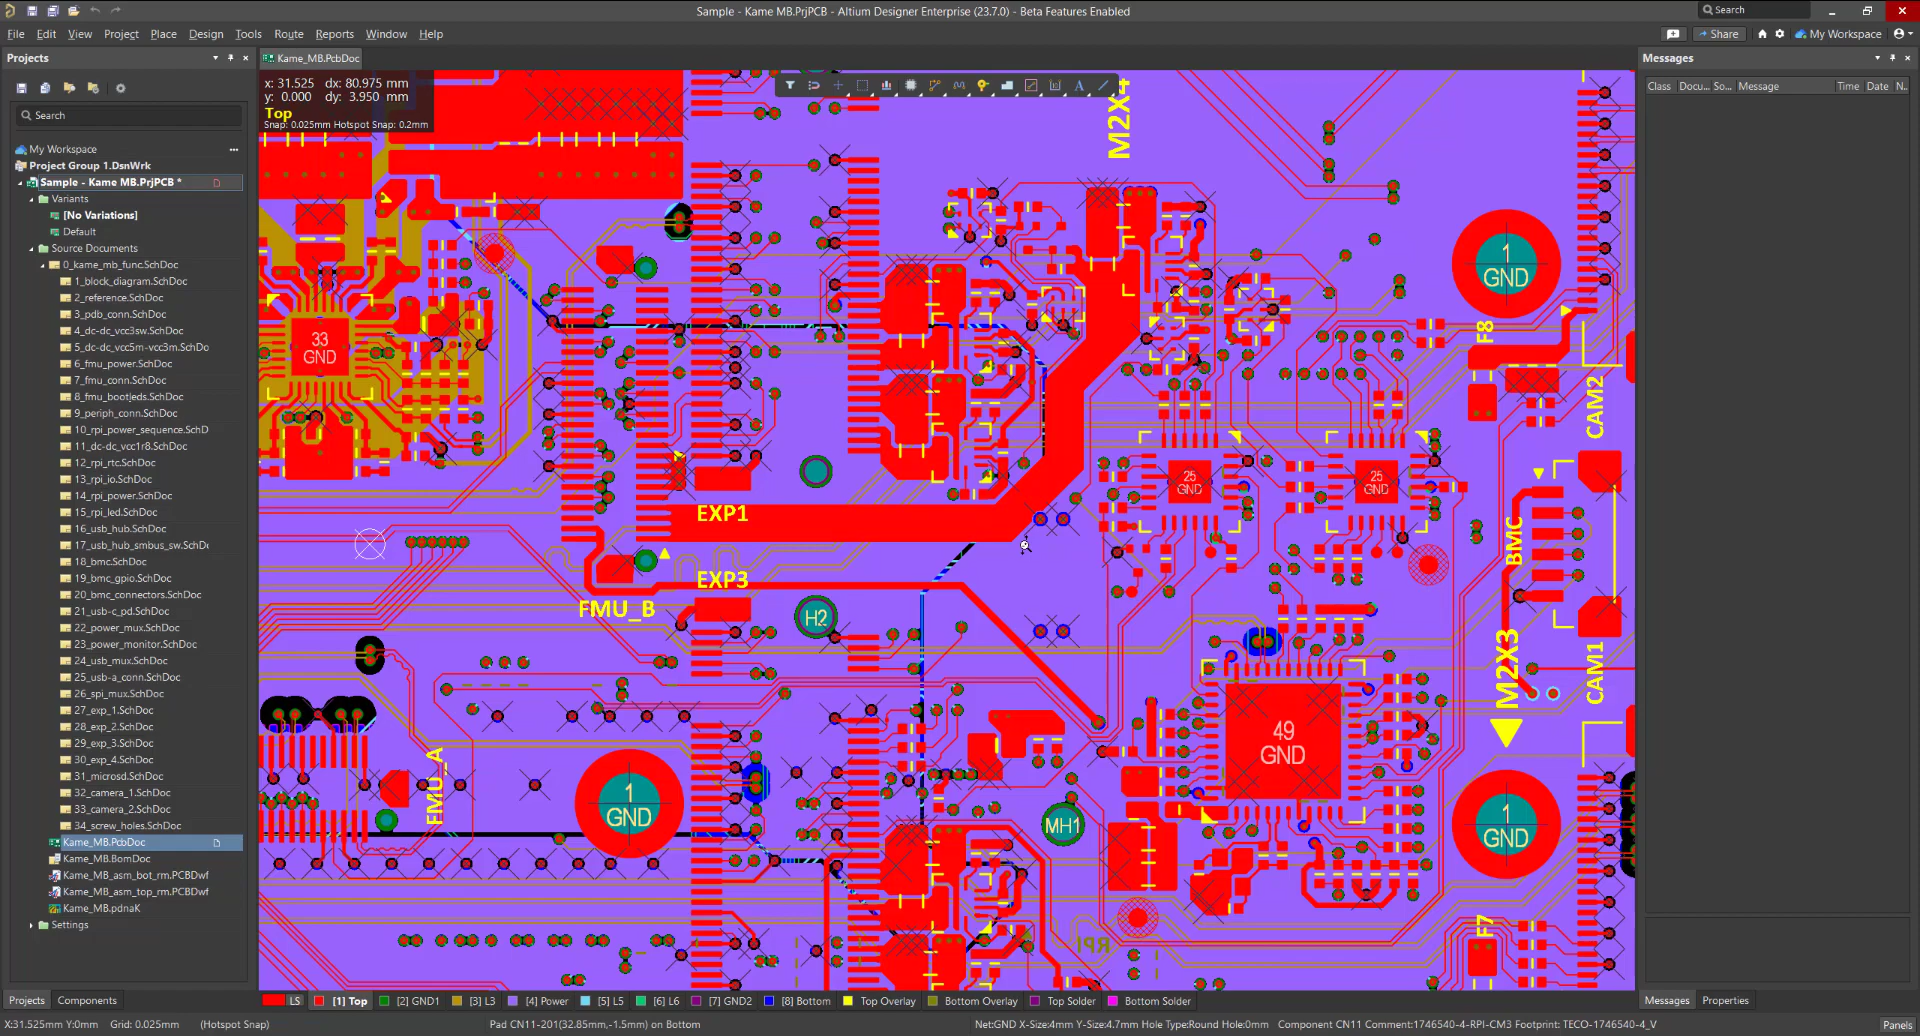 Sample - Kame MB.PrjPCB - Altium Designer Enterprise (23.7.0) - Beta Features Enabled
Search
File Edit View Project Place Design Tools Route Reports Window Help
Share
My Workspace
Projects
Kame_MB.PcbDoc
Messages
x: 31.525 dx: 80.975 mm
y: 0.000 dy: 3.950 mm
Top
Snap: 0.025mm Hotspot Snap: 0.2mm
Class Docu... So... Message Time Date N..
Search
My Workspace
Project Group 1.DsnWrk
Sample - Kame MB.PrjPCB *
Variants
[No Variations]
Default
Source Documents
0_kame_mb_func.SchDoc
1_block_diagram.SchDoc
2_reference.SchDoc
3_pdb_conn.SchDoc
4_dc-dc_vcc3sw.SchDoc
5_dc-dc_vcc5m-vcc3m.SchDo
6_fmu_power.SchDoc
7_fmu_conn.SchDoc
8_fmu_bootleds.SchDoc
9_periph_conn.SchDoc
10_rpi_power_sequence.SchD
11_dc-dc_vcc1r8.SchDoc
12_rpi_rtc.SchDoc
13_rpi_io.SchDoc
14_rpi_power.SchDoc
15_rpi_led.SchDoc
16_usb_hub.SchDoc
17_usb_hub_smbus_sw.SchDo
18_bmc.SchDoc
19_bmc_gpio.SchDoc
20_bmc_connectors.SchDoc
21_usb-c_pd.SchDoc
22_power_mux.SchDoc
23_power_monitor.SchDoc
24_usb_mux.SchDoc
25_usb-a_conn.SchDoc
26_spi_mux.SchDoc
27_exp_1.SchDoc
28_exp_2.SchDoc
29_exp_3.SchDoc
30_exp_4.SchDoc
31_microsd.SchDoc
32_camera_1.SchDoc
33_camera_2.SchDoc
34_screw_holes.SchDoc
Kame_MB.PcbDoc
Kame_MB.BomDoc
Kame_MB_asm_bot_rm.PCBDwf
Kame_MB_asm_top_rm.PCBDwf
Kame_MB.pdnaK
Settings
M2X4
1
GND
33
GND
F8
CAM2
25
GND
25
GND
EXP1
BMC
EXP3
FMU_B
H2
M2X3
CAM1
49
GND
FMU_A
1
GND
MH1
1
GND
RPI
F7
Projects Components
LS [1] Top [2] GND1 [3] L3 [4] Power [5] L5 [6] L6 [7] GND2 [8] Bottom Top Overlay Bottom Overlay Top Solder Bottom Solder
Messages Properties
X:31.525mm Y:0mm Grid: 0.025mm (Hotspot Snap) Pad CN11-201(32.85mm,-1.5mm) on Bottom Net:GND X-Size:4mm Y-Size:4.7mm Hole Type:Round Hole:0mm Component CN11 Comment:1746540-4-RPI-CM3 Footprint: TECO-1746540-4_V Panels